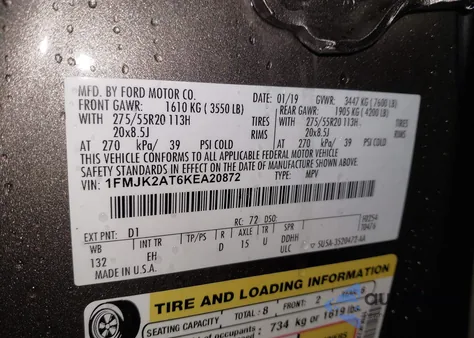 MFD. BY FORD MOTOR CO. DATE: 01/19 GVWR: 3447 KG (7600 LB)
FRONT GAWR: 1610 KG (3550 LB) REAR GAWR: 1905 KG (4200 LB)
WITH 275/55R20 113H TIRES WITH 275/55R20 113H TIRES
20x8.5J RIMS 20x8.5J RIMS
AT 270 kPa/ 39 PSI COLD AT 270 kPa/ 39 PSI COLD
THIS VEHICLE CONFORMS TO ALL APPLICABLE FEDERAL MOTOR VEHICLE
SAFETY STANDARDS IN EFFECT ON THE DATE OF MANUFACTURE SHOWN ABOVE.
VIN: 1FMJK2AT6KEA20872 TYPE: MPV
EXT PNT: D1 RC: 72 DSO:
WB INT TR TP/PS R AXLE TR SPR
132 EH D 15 U DDHH
ULC
MADE IN U.S.A.
TIRE AND LOADING INFORMATION
SEATING CAPACITY TOTAL: 8 FRONT: 2
734 kg or 1619 lbs